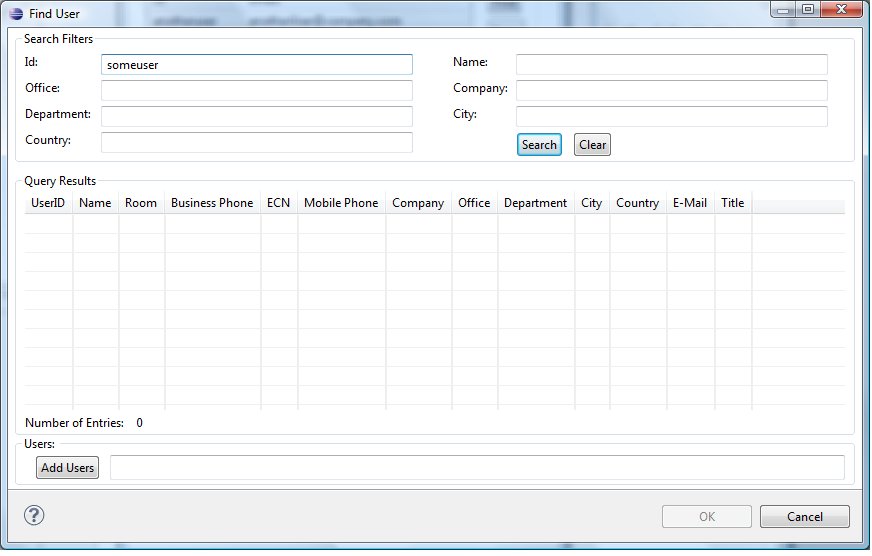 Find User
Search Filters
Id: someuser Name:
Office: Company:
Department: City:
Country: Search Clear
Query Results
UserID Name Room Business Phone ECN Mobile Phone Company Office Department City Country E-Mail Title
Number of Entries: 0
Users:
Add Users
? OK Cancel